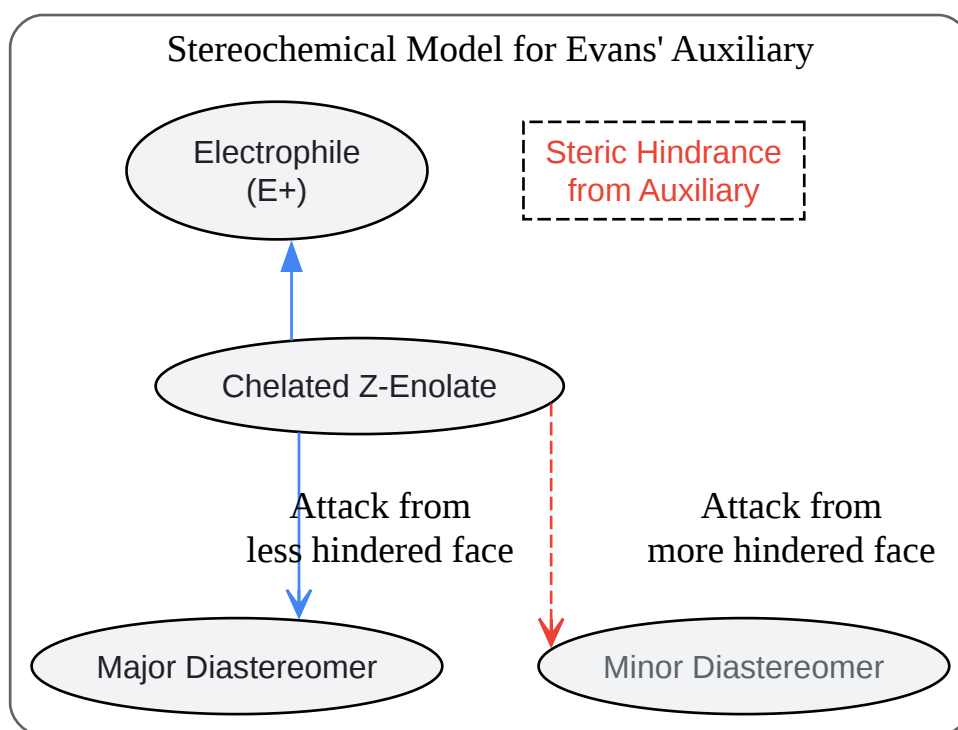 Stereochemical Model for Evans' Auxiliary
Electrophile
(E+)
Steric Hindrance
from Auxiliary
Chelated Z-Enolate
Attack from
less hindered face
Attack from
more hindered face
Major Diastereomer
Minor Diastereomer